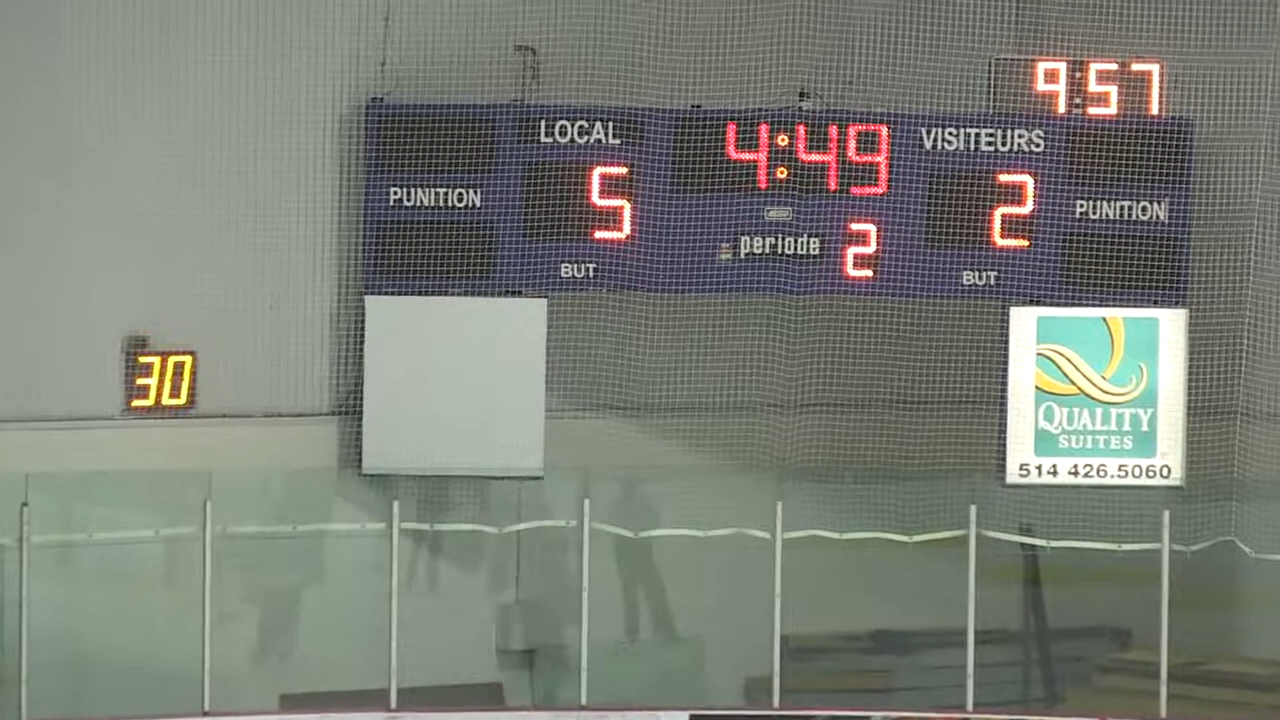 9:57
LOCAL
4:49
VISITEURS
PUNITION
5
2
PUNITION
periode
2
BUT
BUT
30
QUALITY
SUITES
514 426.5060